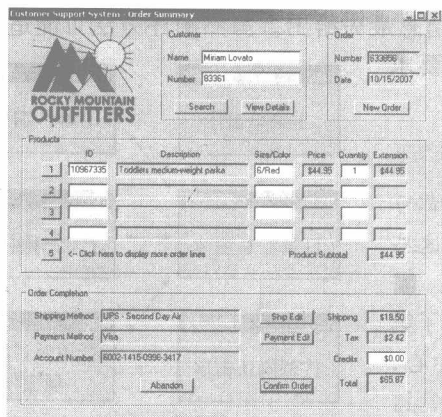 Customer Support System - Order Summary
ROCKY MOUNTAIN
OUTFITTERS
Customer
Name Miriam Lovato
Number 83361
Search View Details
Order
Number
Date 10/15/2007
New Order
Products
ID Description Size/Color Price Quantity Extension
1 10967335 Toddlers medium-weight parka 6/Red $44.95 1 $44.95
2
3
4
5 <-- Click here to display more order lines Product Subtotal $44.95
Order Completion
Shipping Method UPS - Second Day Air Ship Edit Shipping $18.50
Payment Method Visa Payment Edit Tax $2.42
Account Number 6002-1415-0996-3417 Credits $0.00
Abandon Confirm Order Total $65.87